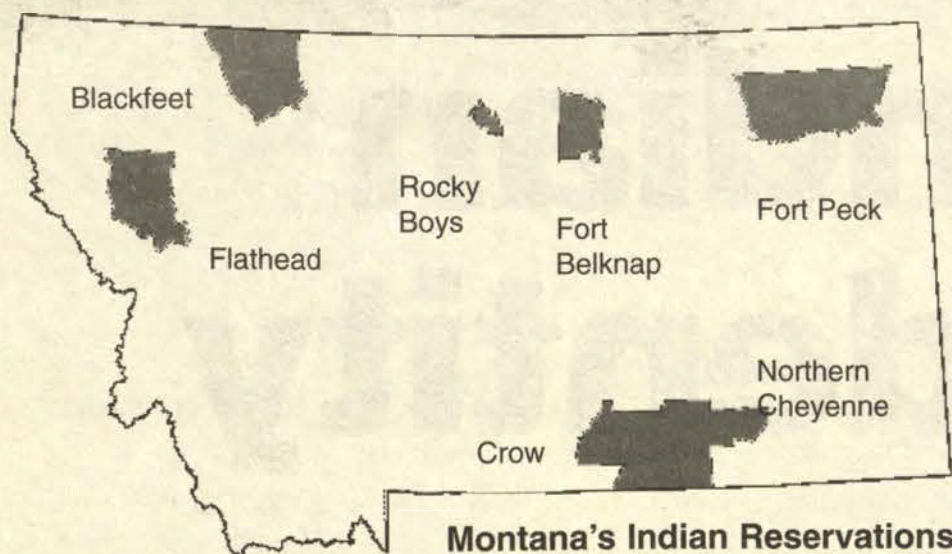 Blackfeet
Flathead
Rocky
Boys
Fort
Belknap
Fort Peck
Northern
Cheyenne
Crow
Montana's Indian Reservations